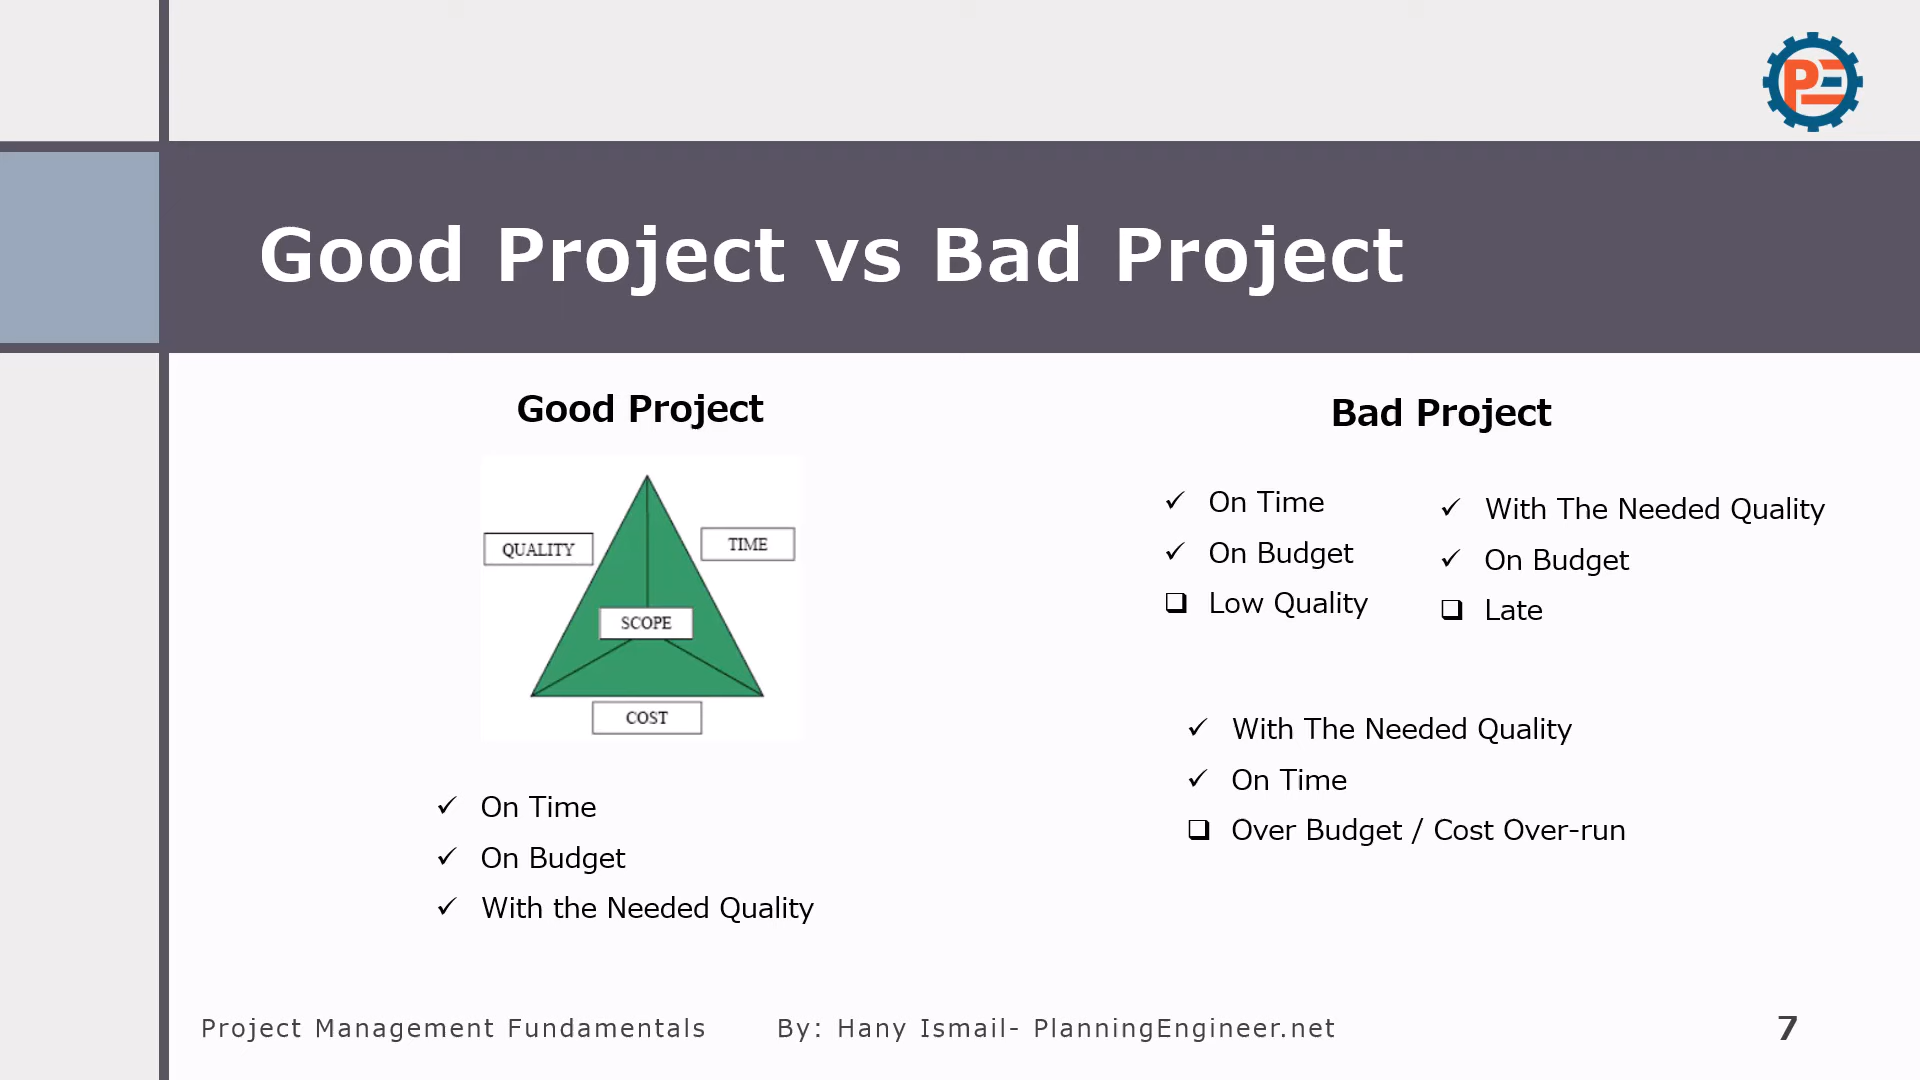 PE
Good Project vs Bad Project
Good Project
QUALITY
TIME
SCOPE
COST
On Time
On Budget
With the Needed Quality
Bad Project
On Time
On Budget
Low Quality
With The Needed Quality
On Budget
Late
With The Needed Quality
On Time
Over Budget / Cost Over-run
Project Management Fundamentals
By: Hany Ismail- PlanningEngineer.net
7